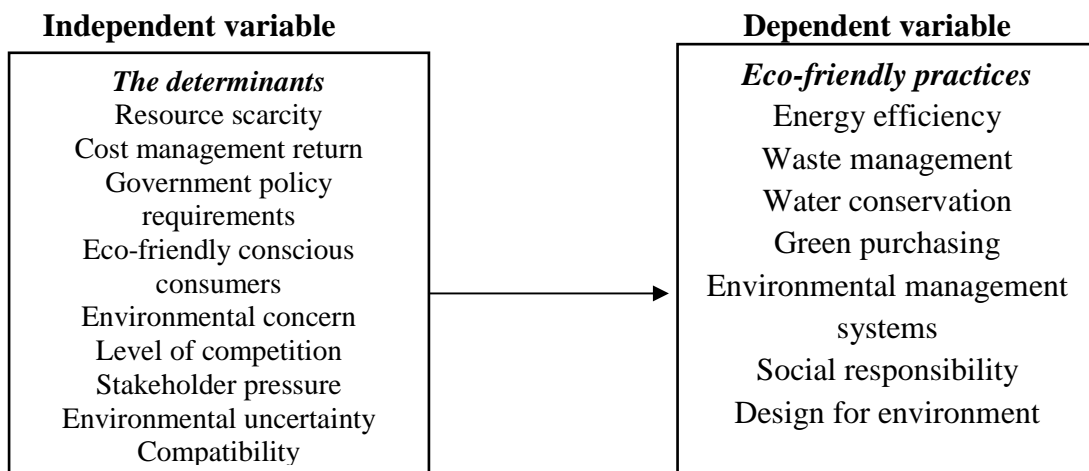 Independent variable
The determinants
Resource scarcity
Cost management return
Government policy
requirements
Eco-friendly conscious
consumers
Environmental concern
Level of competition
Stakeholder pressure
Environmental uncertainty
Compatibility
Dependent variable
Eco-friendly practices
Energy efficiency
Waste management
Water conservation
Green purchasing
Environmental management
systems
Social responsibility
Design for environment